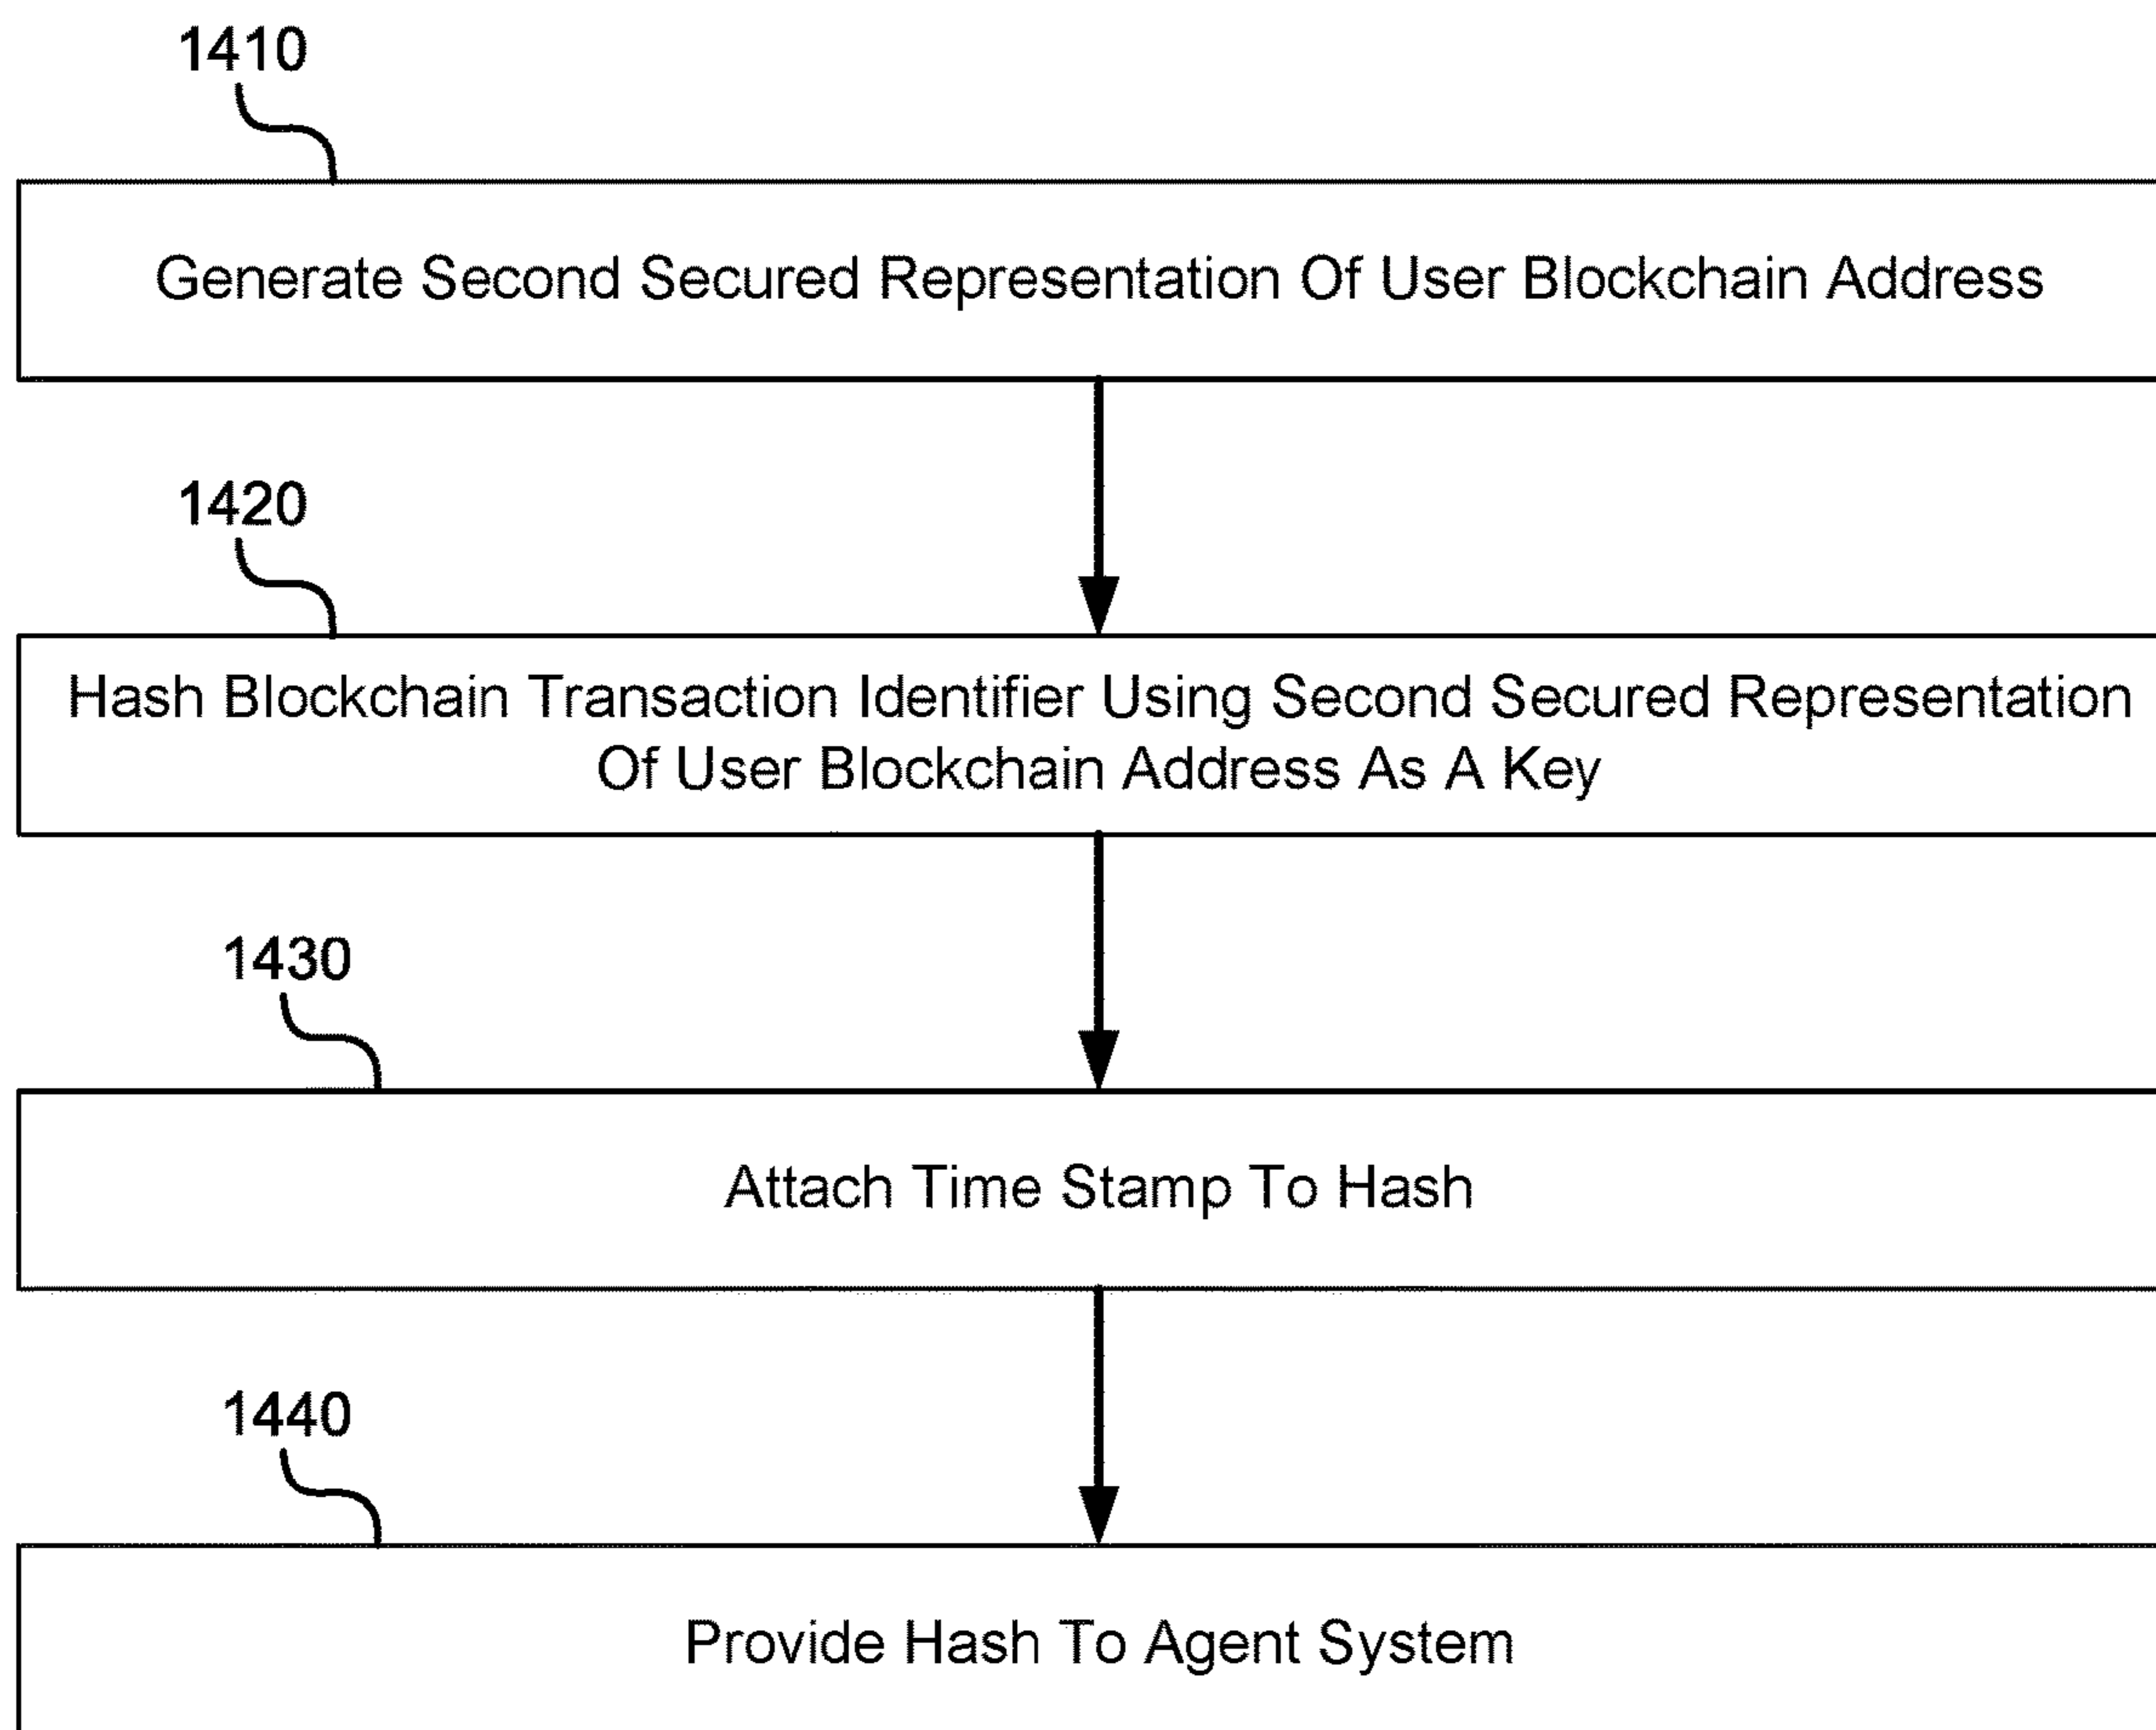 1410
Generate Second Secured Representation Of User Blockchain Address
1420
Hash Blockchain Transaction Identifier Using Second Secured Representation
Of User Blockchain Address As A Key
1430
Attach Time Stamp To Hash
1440
Provide Hash To Agent System